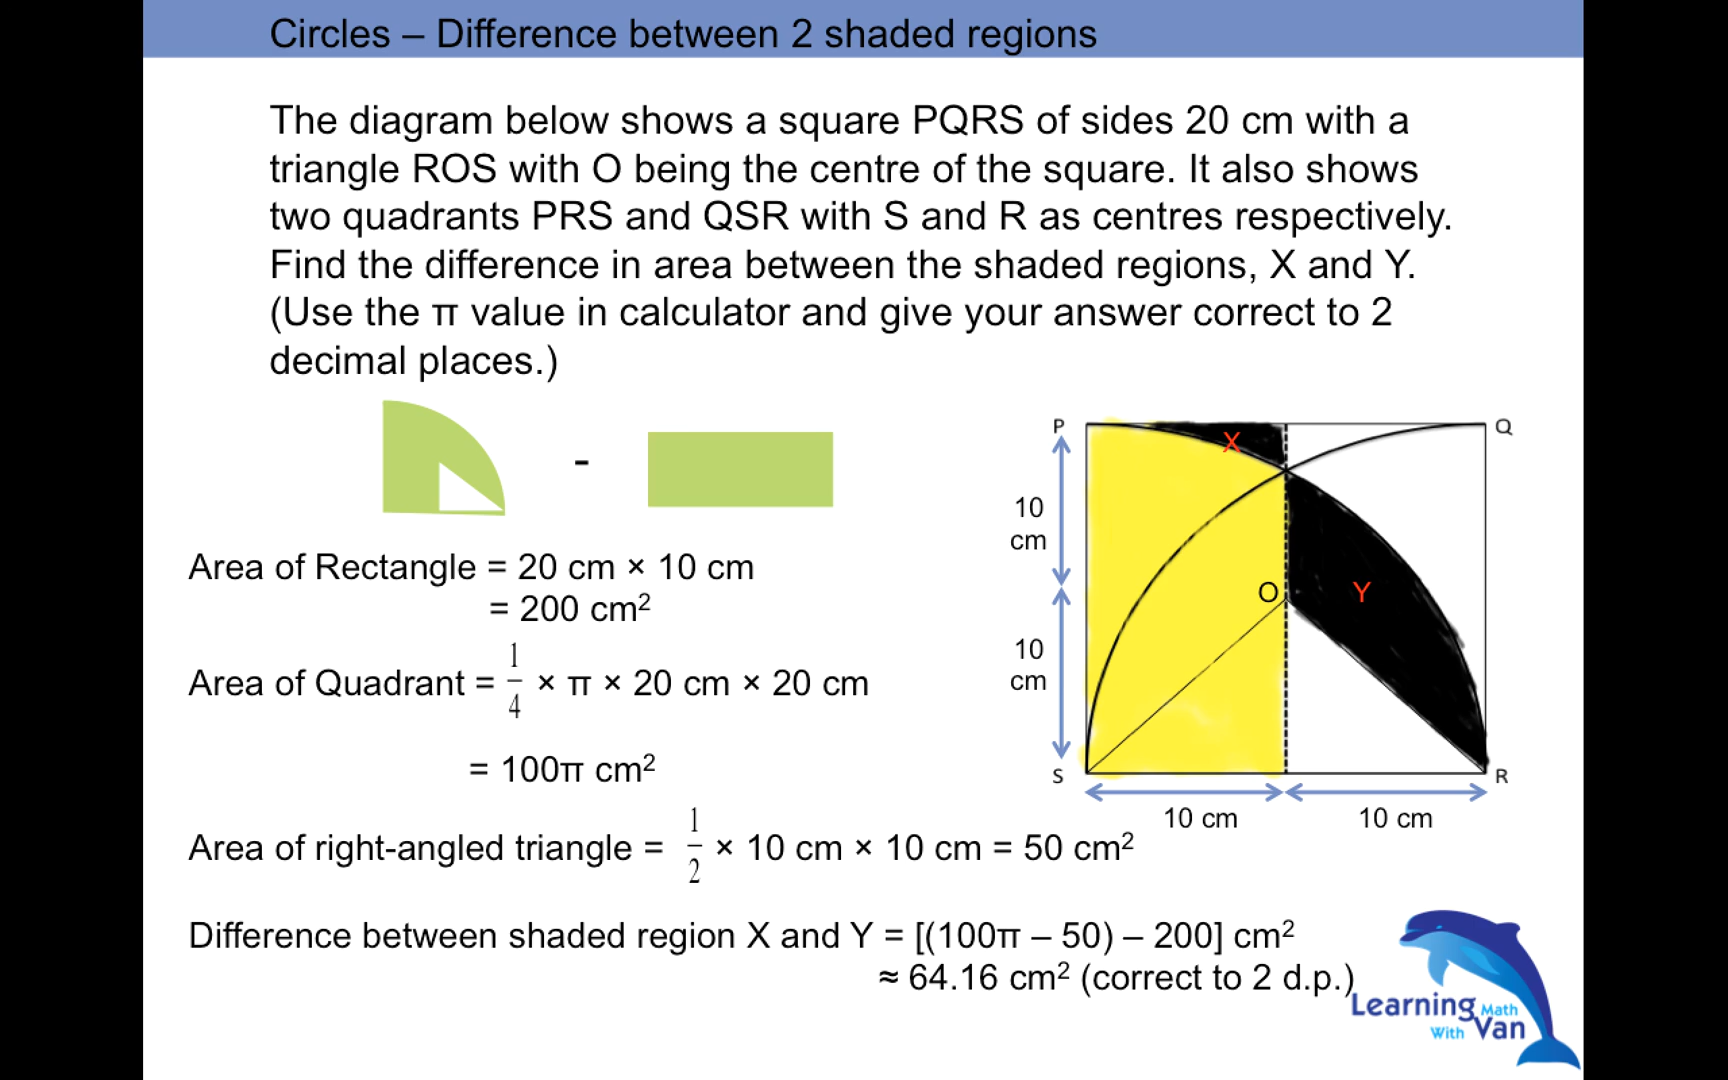 Circles – Difference between 2 shaded regions
The diagram below shows a square PQRS of sides 20 cm with a
triangle ROS with O being the centre of the square. It also shows
two quadrants PRS and QSR with S and R as centres respectively.
Find the difference in area between the shaded regions, X and Y.
(Use the π value in calculator and give your answer correct to 2
decimal places.)
-
Area of Rectangle = 20 cm × 10 cm
= 200 cm²
Area of Quadrant = 1/4 × π × 20 cm × 20 cm
= 100π cm²
Area of right-angled triangle = 1/2 × 10 cm × 10 cm = 50 cm²
Difference between shaded region X and Y = [(100π – 50) – 200] cm²
≈ 64.16 cm² (correct to 2 d.p.)
P
Q
X
10
cm
O
Y
10
cm
S
R
10 cm
10 cm
Learning Math
With Van